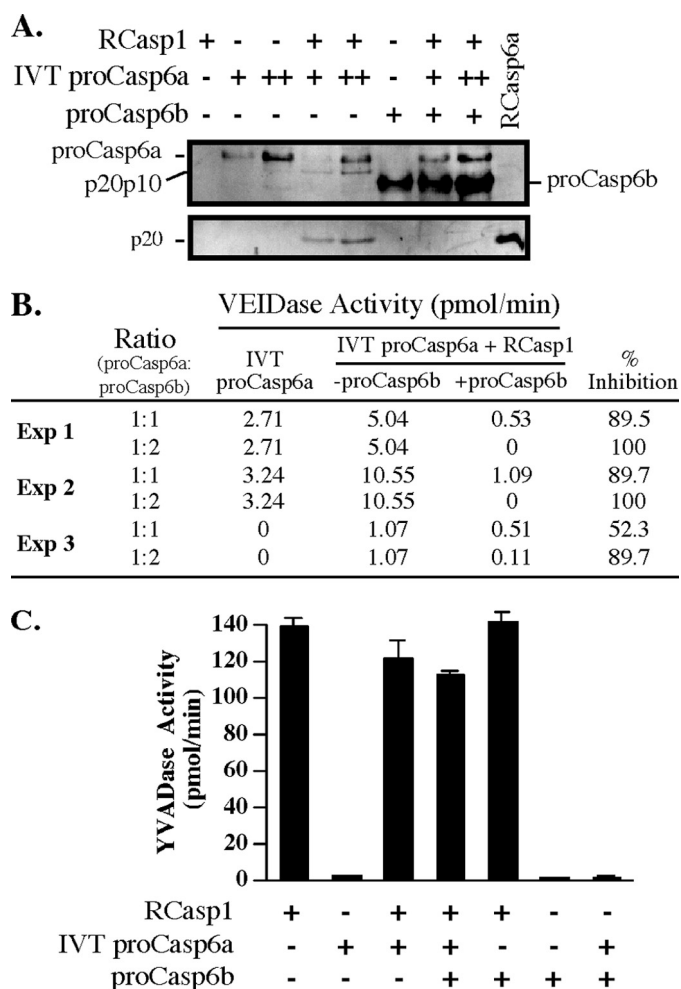 A.
RCasp1 + - - + + - + +
IVT proCasp6a - + ++ + ++ - + ++
proCasp6b - - - - - + + +
RCasp6a
proCasp6a
p20p10
proCasp6b
p20
B.
VEIDase Activity (pmol/min)
Ratio
(proCasp6a:
proCasp6b)
IVT
proCasp6a
IVT proCasp6a + RCasp1
-proCasp6b +proCasp6b
%
Inhibition
Exp 1
1:1 2.71 5.04 0.53 89.5
1:2 2.71 5.04 0 100
Exp 2
1:1 3.24 10.55 1.09 89.7
1:2 3.24 10.55 0 100
Exp 3
1:1 0 1.07 0.51 52.3
1:2 0 1.07 0.11 89.7
C.
YVADase Activity
(pmol/min)
140
120
100
80
60
40
20
0
RCasp1 + - + + + - -
IVT proCasp6a - + + + - - +
proCasp6b - - - + + + +